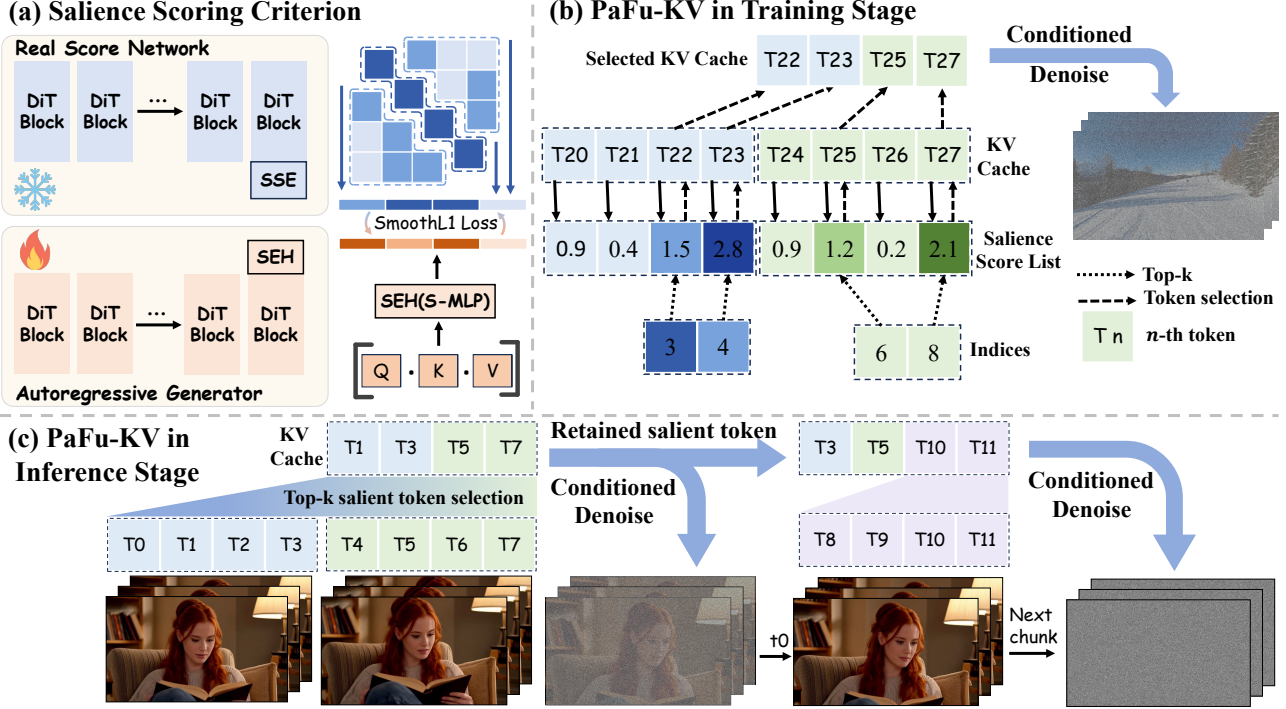 (a) Salience Scoring Criterion
Real Score Network
DiT Block
DiT Block
...
DiT Block
DiT Block
SSE
SmoothL1 Loss
SEH
DiT Block
DiT Block
...
DiT Block
DiT Block
Autoregressive Generator
SEH(S-MLP)
Q · K · V
(b) PaFu-KV in Training Stage
Selected KV Cache
T22 T23 T25 T27
Conditioned
Denoise
T20 T21 T22 T23 T24 T25 T26 T27
KV
Cache
0.9 0.4 1.5 2.8 0.9 1.2 0.2 2.1
Salience
Score List
3 4 6 8
Indices
Top-k
Token selection
T n
n-th token
(c) PaFu-KV in
Inference Stage
KV
Cache
T1 T3 T5 T7
Top-k salient token selection
T0 T1 T2 T3 T4 T5 T6 T7
Retained salient token
Conditioned
Denoise
t0
T3 T5 T10 T11
T8 T9 T10 T11
Conditioned
Denoise
Next
chunk